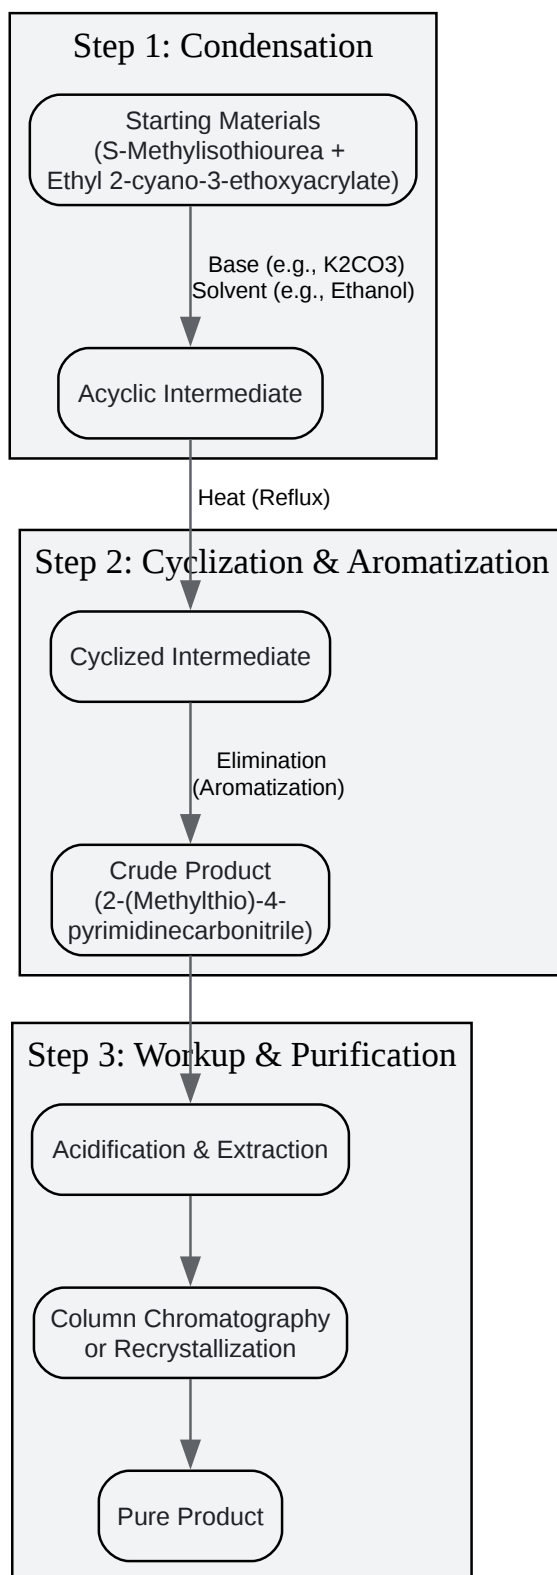 Step 1: Condensation
Starting Materials
(S-Methylisothiourea +
Ethyl 2-cyano-3-ethoxyacrylate)
Base (e.g., K2CO3)
Solvent (e.g., Ethanol)
Acyclic Intermediate
Heat (Reflux)
Step 2: Cyclization & Aromatization
Cyclized Intermediate
Elimination
(Aromatization)
Crude Product
(2-(Methylthio)-4-
pyrimidinecarbonitrile)
Step 3: Workup & Purification
Acidification & Extraction
Column Chromatography
or Recrystallization
Pure Product